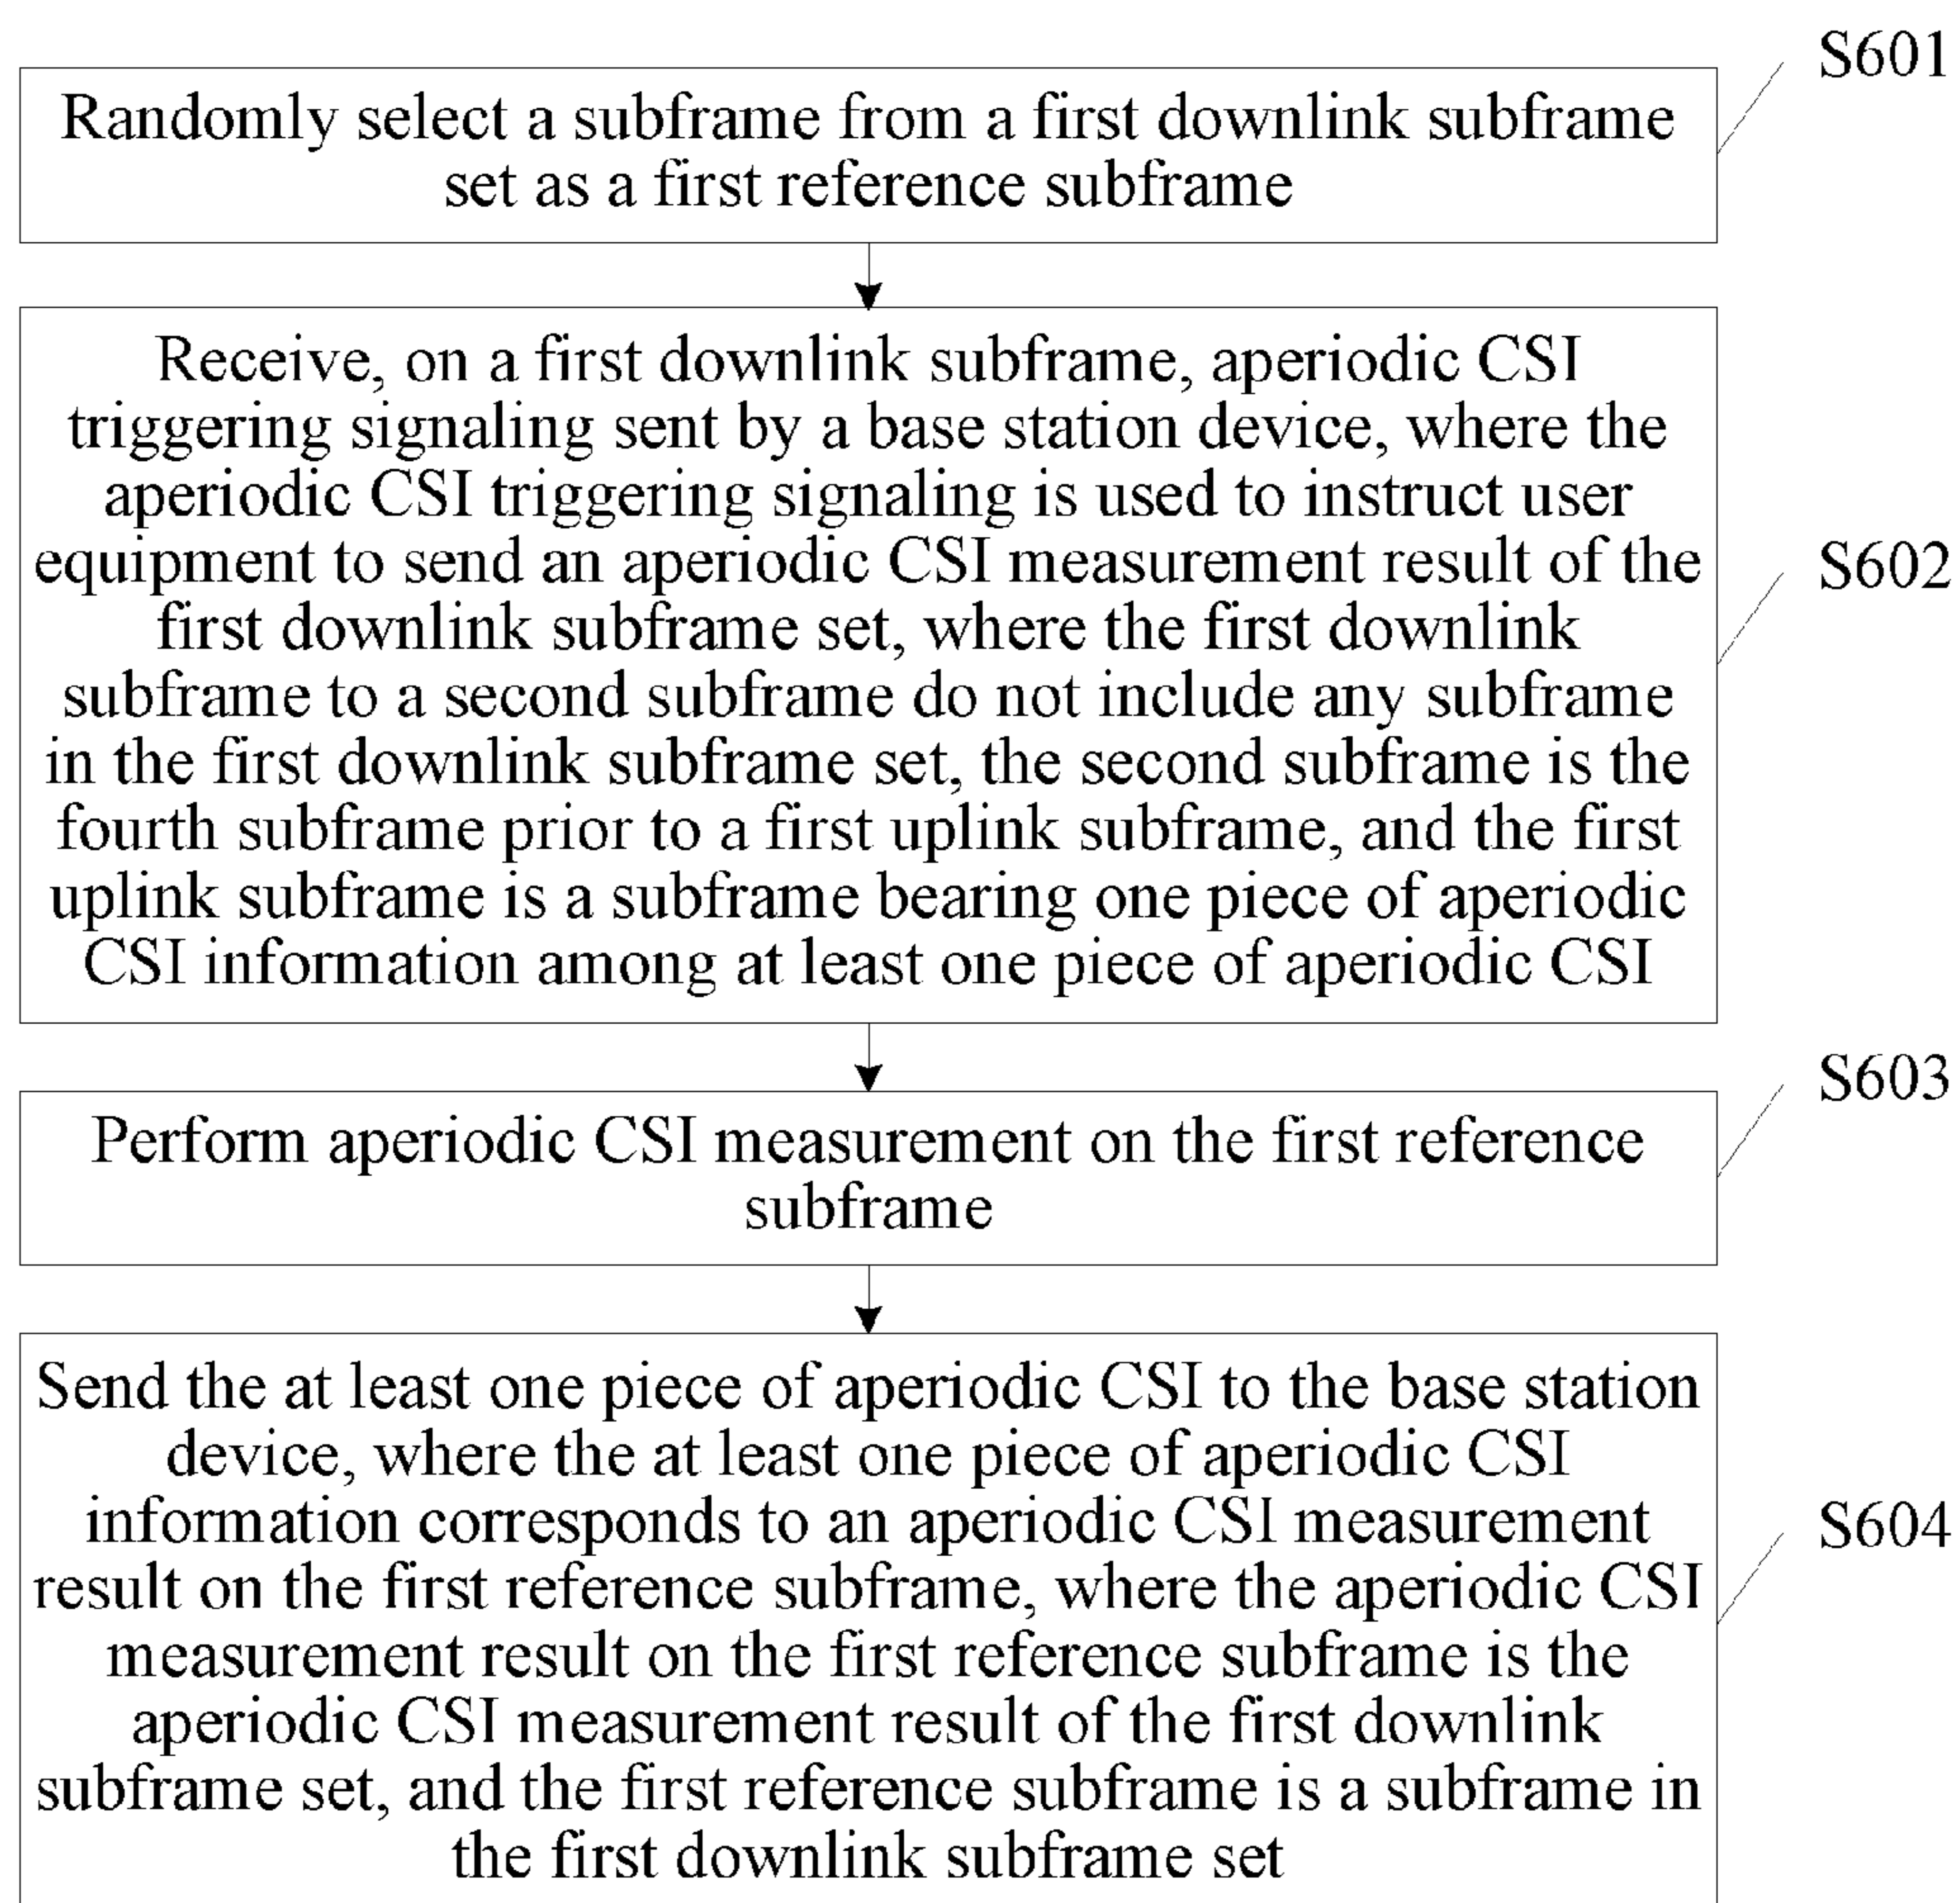 S601
Randomly select a subframe from a first downlink subframe
set as a first reference subframe
Receive, on a first downlink subframe, aperiodic CSI
triggering signaling sent by a base station device, where the
aperiodic CSI triggering signaling is used to instruct user
equipment to send an aperiodic CSI measurement result of the
first downlink subframe set, where the first downlink
subframe to a second subframe do not include any subframe
in the first downlink subframe set, the second subframe is the
fourth subframe prior to a first uplink subframe, and the first
uplink subframe is a subframe bearing one piece of aperiodic
CSI information among at least one piece of aperiodic CSI
S602
Perform aperiodic CSI measurement on the first reference
subframe
S603
Send the at least one piece of aperiodic CSI to the base station
device, where the at least one piece of aperiodic CSI
information corresponds to an aperiodic CSI measurement
result on the first reference subframe, where the aperiodic CSI
measurement result on the first reference subframe is the
aperiodic CSI measurement result of the first downlink
subframe set, and the first reference subframe is a subframe in
the first downlink subframe set
S604